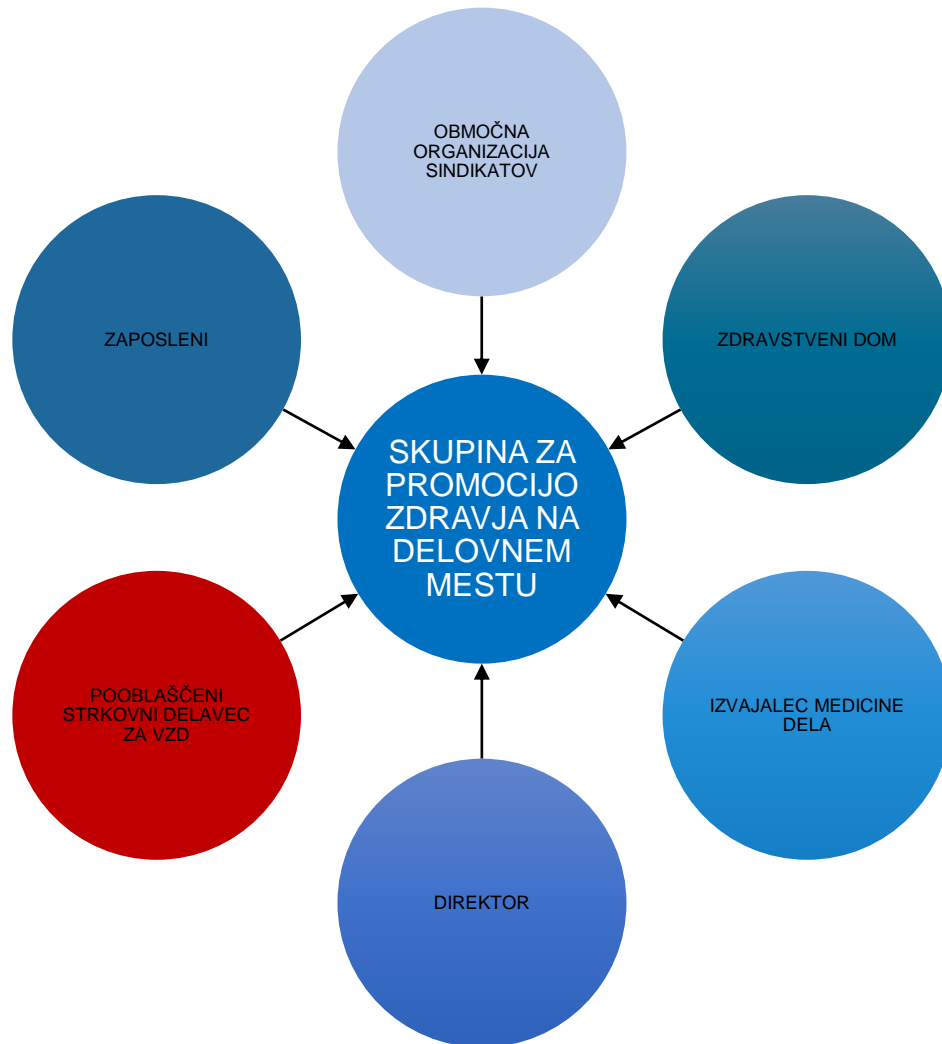 OBMOČNA
ORGANIZACIJA
SINDIKATOV
ZAPOSLENI
ZDRAVSTVENI DOM
SKUPINA ZA
PROMOCIJO
ZDRAVJA NA
DELOVNEM
MESTU
POOBLAŠČENI
STRKOVNI DELAVEC
ZA VZD
IZVAJALEC MEDICINE
DELA
DIREKTOR